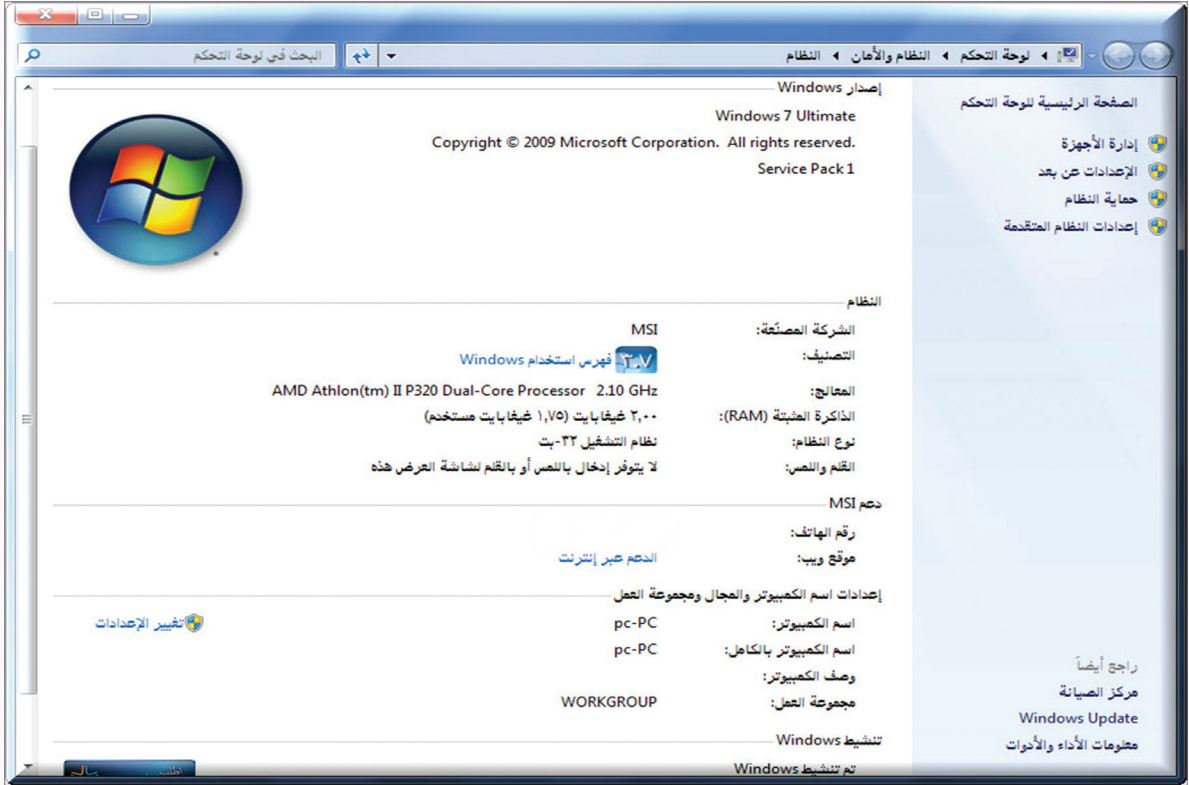 لوحة التحكم
النظام والأمان
النظام
البحث في لوحة التحكم
الصفحة الرئيسية للوحة التحكم
إدارة الأجهزة
الإعدادات عن بعد
حماية النظام
إعدادات النظام المتقدمة
راجع أيضاً
مركز الصيانة
Windows Update
معلومات الأداء والأدوات
إصدار Windows
Windows 7 Ultimate
Copyright © 2009 Microsoft Corporation. All rights reserved.
Service Pack 1
النظام
الشركة المصنّعة: MSI
التصنيف: ٣.٧ فهرس استخدام Windows
المعالج: AMD Athlon(tm) II P320 Dual-Core Processor 2.10 GHz
الذاكرة المثبتة (RAM): ٢,٠٠ غيغابايت (١,٧٥ غيغابايت مستخدم)
نوع النظام: نظام التشغيل ٣٢-بت
القلم واللمس: لا يتوفر إدخال باللمس أو بالقلم لشاشة العرض هذه
دعم MSI
رقم الهاتف:
موقع ويب: الدعم عبر إنترنت
إعدادات اسم الكمبيوتر والمجال ومجموعة العمل
اسم الكمبيوتر: pc-PC تغيير الإعدادات
اسم الكمبيوتر بالكامل: pc-PC
وصف الكمبيوتر:
مجموعة العمل: WORKGROUP
تنشيط Windows
تم تنشيط Windows